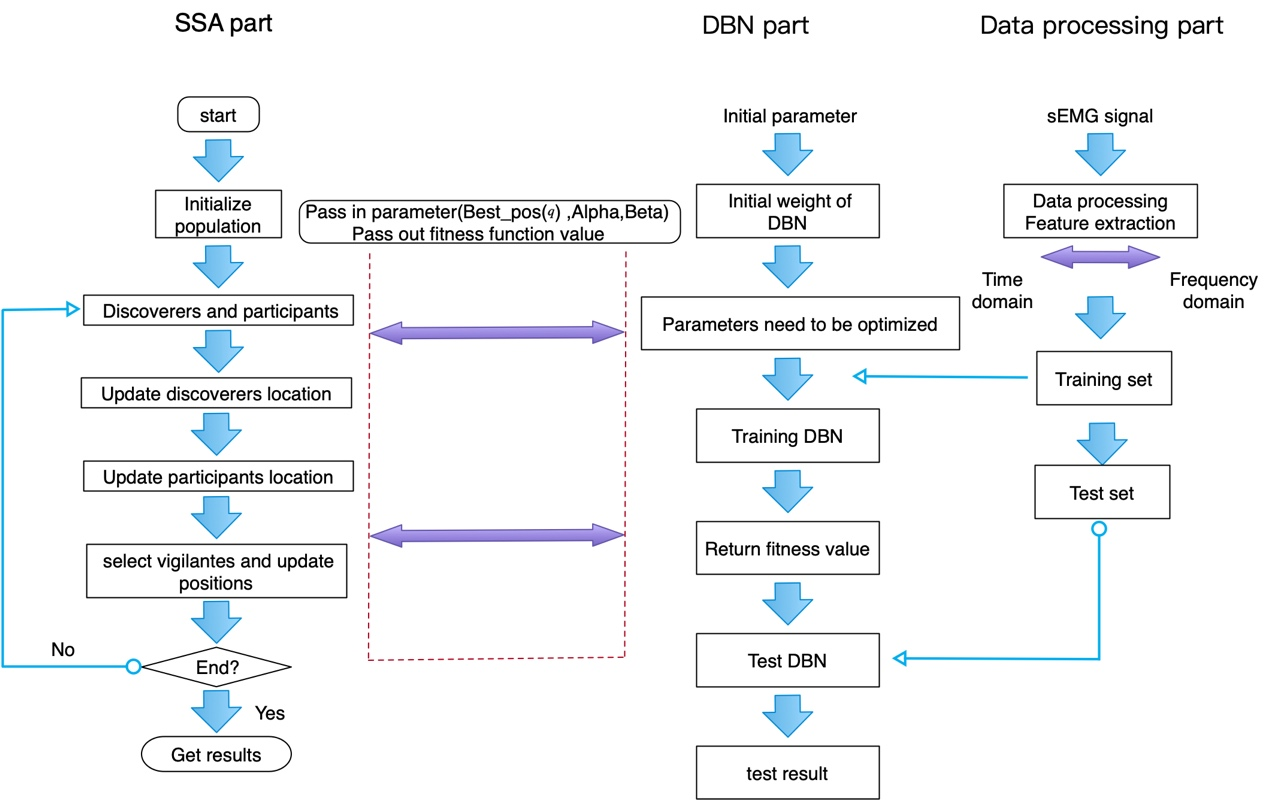 SSA part
start
Initialize
population
Discoverers and participants
Update discoverers location
Update participants location
select vigilantes and update
positions
No
End?
Yes
Get results
Pass in parameter(Best_pos(q) ,Alpha,Beta)
Pass out fitness function value
DBN part
Initial parameter
Initial weight of
DBN
Parameters need to be optimized
Training DBN
Return fitness value
Test DBN
test result
Data processing part
sEMG signal
Data processing
Feature extraction
Time
domain
Frequency
domain
Training set
Test set